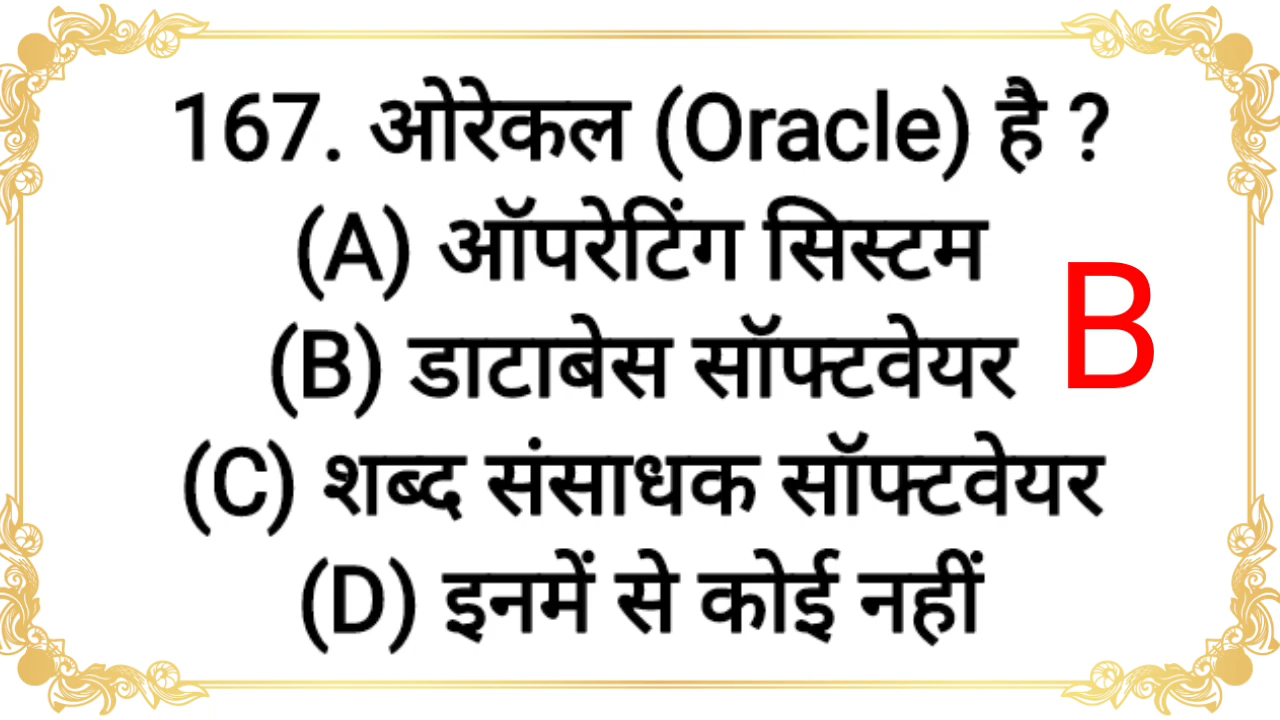 167. ओरेकल (Oracle) है ?
(A) ऑपरेटिंग सिस्टम
(B) डाटाबेस सॉफ्टवेयर
B
(C) शब्द संसाधक सॉफ्टवेयर
(D) इनमें से कोई नहीं